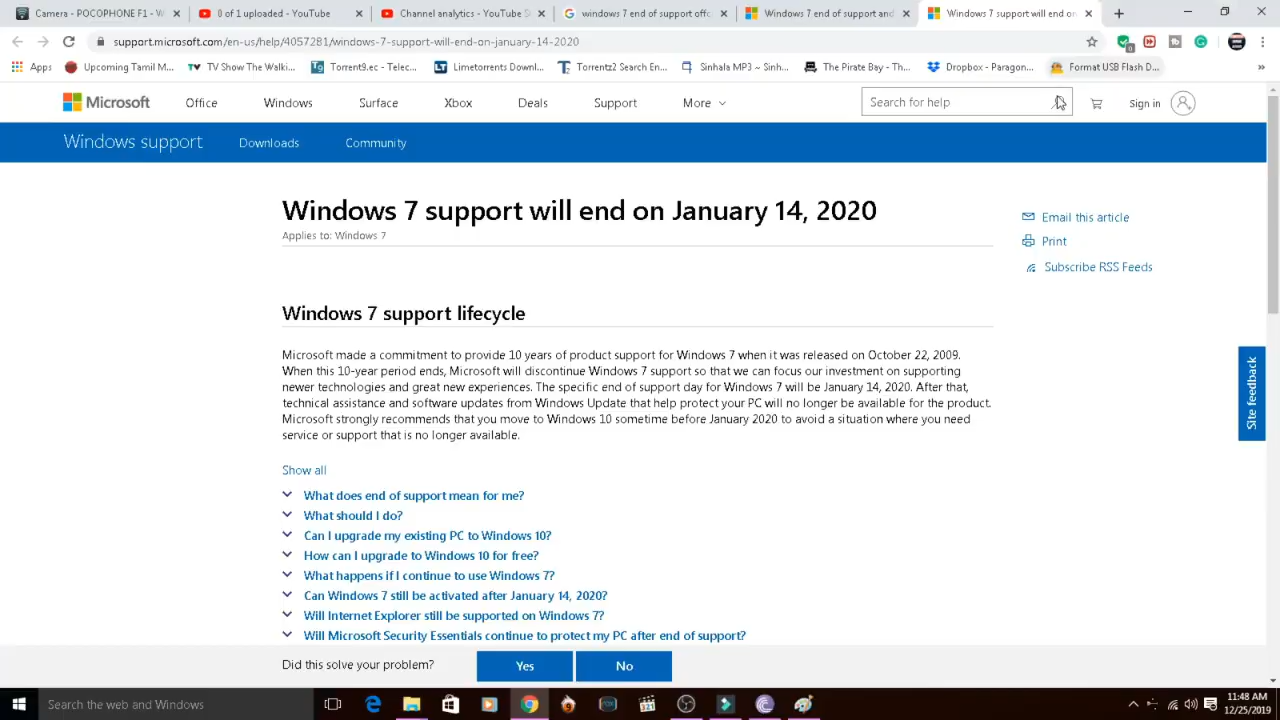 Camera - POCOPHONE F1 - W
0 of 1 uploaded - YouTube
Channel analytics - YouTube S
windows 7 end of support offi
Windows 7 end of support and
Windows 7 support will end on
support.microsoft.com/en-us/help/4057281/windows-7-support-will-end-on-january-14-2020
Apps
Upcoming Tamil M...
TV Show The Walki...
Torrent9.ec - Telec...
Limetorrents Downl...
Torrentz2 Search En...
Sinhala MP3 ~ Sinh...
The Pirate Bay - Th...
Dropbox - Paragon...
Format USB Flash D...
»
Microsoft
Office
Windows
Surface
Xbox
Deals
Support
More
Search for help
Sign in
Windows support
Downloads
Community
Windows 7 support will end on January 14, 2020
Applies to: Windows 7
Email this article
Print
Subscribe RSS Feeds
Windows 7 support lifecycle
Microsoft made a commitment to provide 10 years of product support for Windows 7 when it was released on October 22, 2009.
When this 10-year period ends, Microsoft will discontinue Windows 7 support so that we can focus our investment on supporting
newer technologies and great new experiences. The specific end of support day for Windows 7 will be January 14, 2020. After that,
technical assistance and software updates from Windows Update that help protect your PC will no longer be available for the product.
Microsoft strongly recommends that you move to Windows 10 sometime before January 2020 to avoid a situation where you need
service or support that is no longer available.
Site feedback
Show all
What does end of support mean for me?
What should I do?
Can I upgrade my existing PC to Windows 10?
How can I upgrade to Windows 10 for free?
What happens if I continue to use Windows 7?
Can Windows 7 still be activated after January 14, 2020?
Will Internet Explorer still be supported on Windows 7?
Will Microsoft Security Essentials continue to protect my PC after end of support?
Did this solve your problem?
Yes
No
Search the web and Windows
11:48 AM
12/25/2019